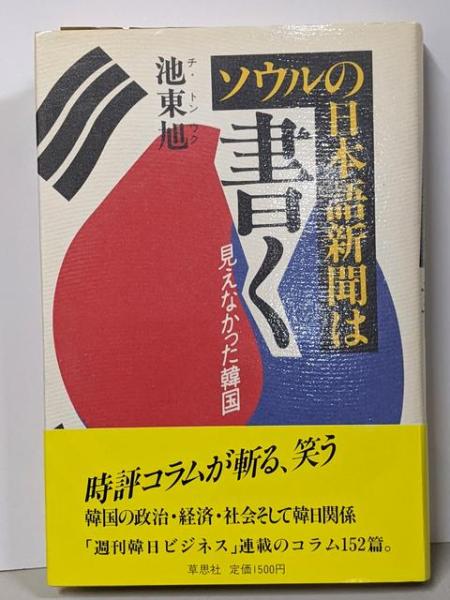 ソウルの日本語新聞は
書く
見えなかった韓国
池東旭
チ・トンウク
時評コラムが斬る、笑う
韓国の政治・経済・社会そして韓日関係
「週刊韓日ビジネス」連載のコラム152篇。
草思社 定価1500円